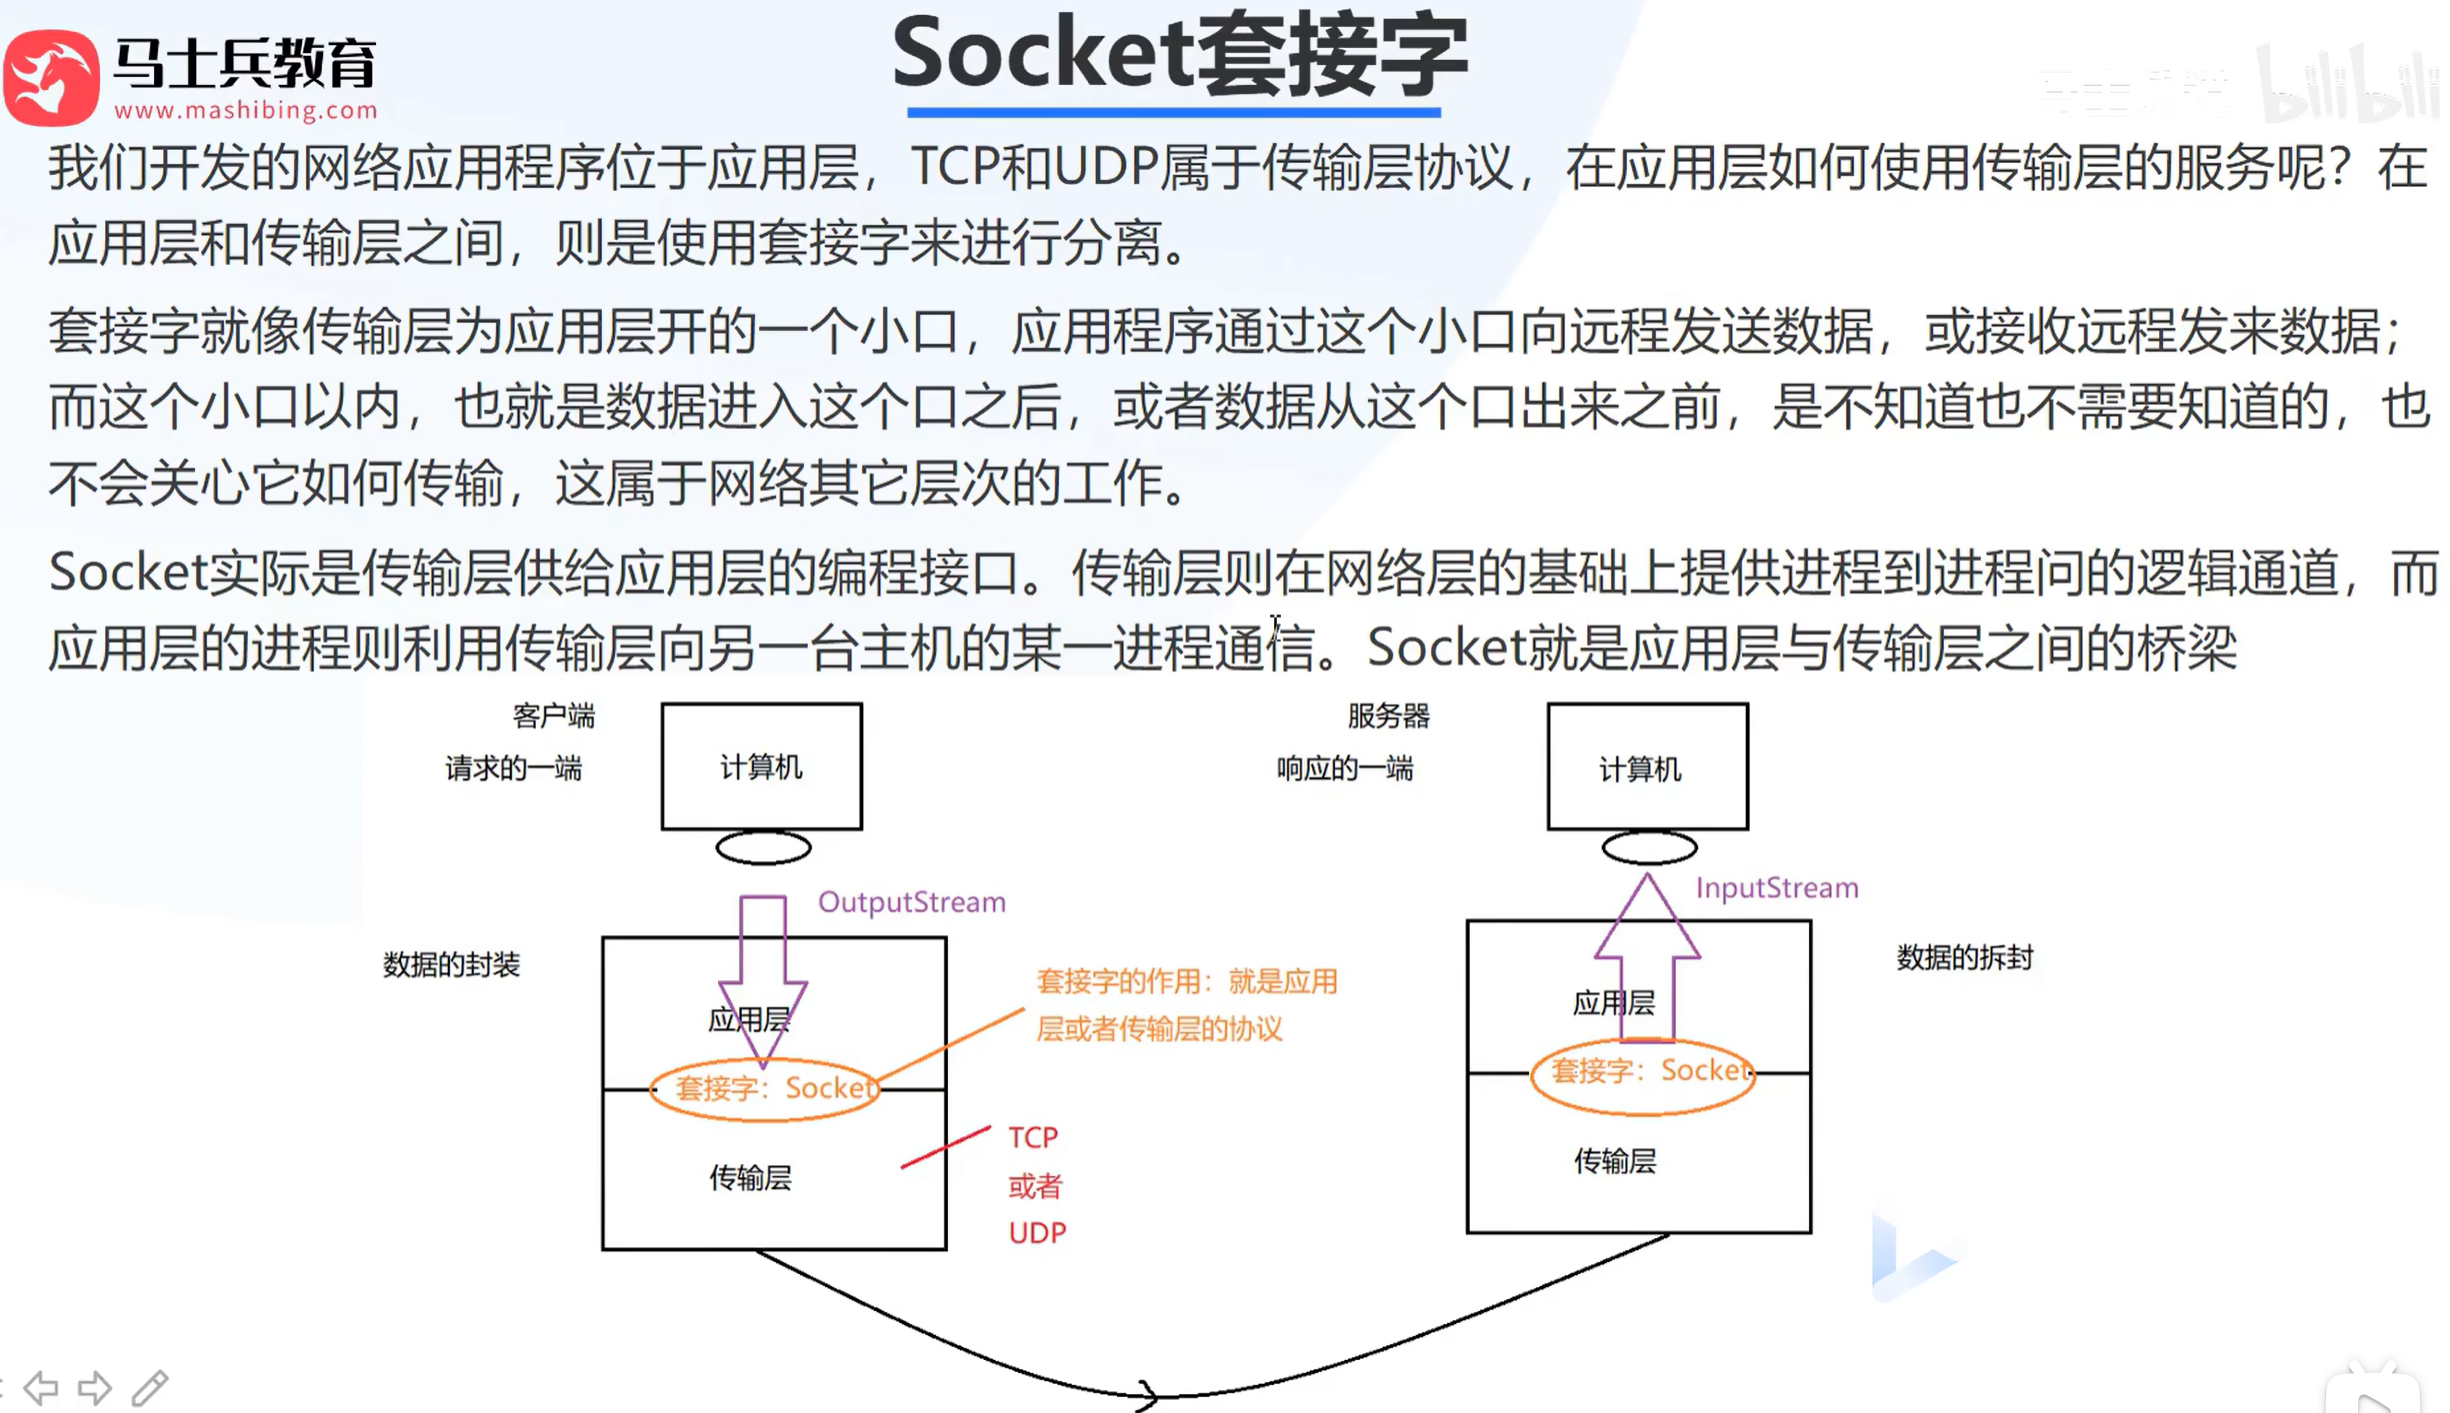 Socket套接字
马士兵教育
www.mashibing.com
bilibili
我们开发的网络应用程序位于应用层，TCP和UDP属于传输层协议，在应用层如何使用传输层的服务呢？在
应用层和传输层之间，则是使用套接字来进行分离。
套接字就像传输层为应用层开的一个小口，应用程序通过这个小口向远程发送数据，或接收远程发来数据；
而这个小口以内，也就是数据进入这个口之后，或者数据从这个口出来之前，是不知道也不需要知道的，也
不会关心它如何传输，这属于网络其它层次的工作。
Socket实际是传输层供给应用层的编程接口。传输层则在网络层的基础上提供进程到进程问的逻辑通道，而
应用层的进程则利用传输层向另一台主机的某一进程通信。Socket就是应用层与传输层之间的桥梁
客户端
请求的一端
计算机
OutputStream
数据的封装
应用层
套接字：Socket
传输层
套接字的作用：就是应用
层或者传输层的协议
TCP
或者
UDP
服务器
响应的一端
计算机
InputStream
数据的拆封
应用层
套接字：Socket
传输层